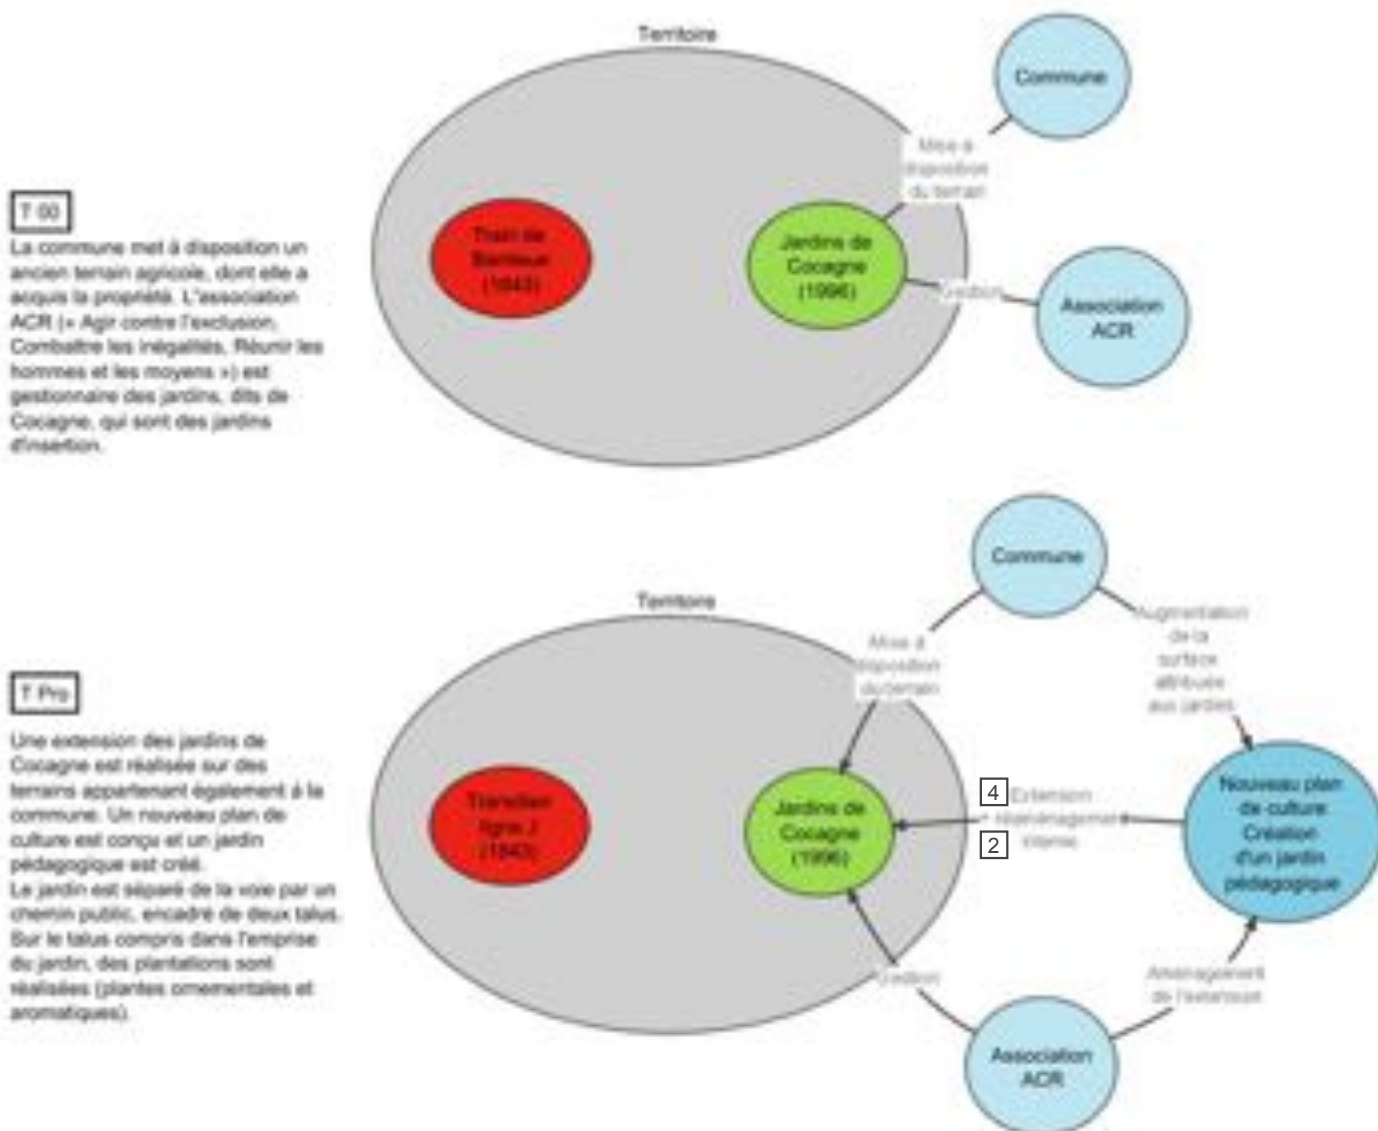 Territoire
Commune
Mise à
disposition
du terrain
T 00
La commune met à disposition un
ancien terrain agricole, dont elle a
acquis la propriété. L'association
ACR (« Agir contre l'exclusion,
Combattre les inégalités, Réunir les
hommes et les moyens ») est
gestionnaire des jardins, dits de
Cocagne, qui sont des jardins
d'insertion.
Train de
Banlieue
(1843)
Jardins de
Cocagne
(1996)
Gestion
Association
ACR
Commune
Territoire
Mise à
disposition
du terrain
Augmentation
de la
surface
attribuée
aux jardins
T Pro
Une extension des jardins de
Cocagne est réalisée sur des
terrains appartenant également à la
commune. Un nouveau plan de
culture est conçu et un jardin
pédagogique est créé.
Le jardin est séparé de la voie par un
chemin public, encadré de deux talus.
Sur le talus compris dans l'emprise
du jardin, des plantations sont
réalisées (plantes ornementales et
aromatiques).
Transilien
ligne J
(1843)
Jardins de
Cocagne
(1996)
4 Extension
+ réaménagement
2 interne
Nouveau plan
de culture
Création
d'un jardin
pédagogique
Gestion
Aménagement
de l'extension
Association
ACR